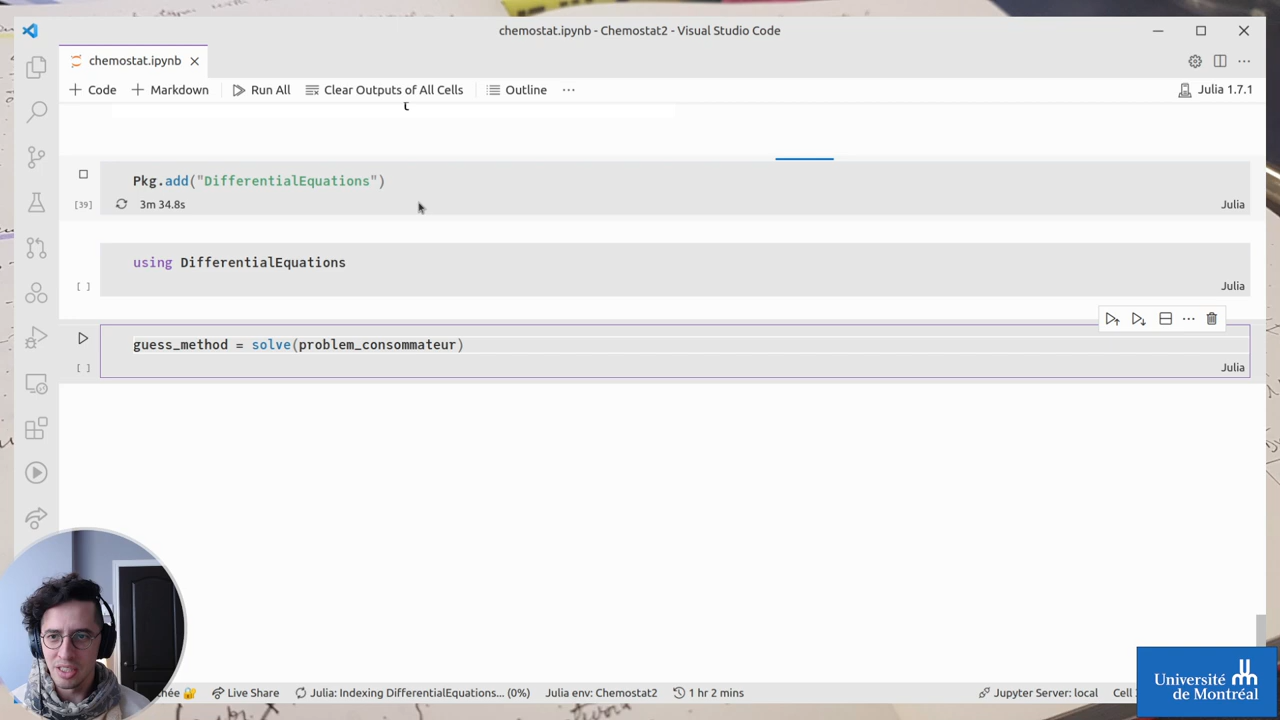 chemostat.ipynb - Chemostat2 - Visual Studio Code
chemostat.ipynb
Code
Markdown
Run All
Clear Outputs of All Cells
Outline
Julia 1.7.1
t
Pkg.add("DifferentialEquations")
[39]
3m 34.8s
Julia
using DifferentialEquations
[ ]
Julia
guess_method = solve(problem_consommateur)
[ ]
Julia
Live Share
Julia: Indexing DifferentialEquations... (0%)
Julia env: Chemostat2
1 hr 2 mins
Jupyter Server: local
Cell
Université
de Montréal